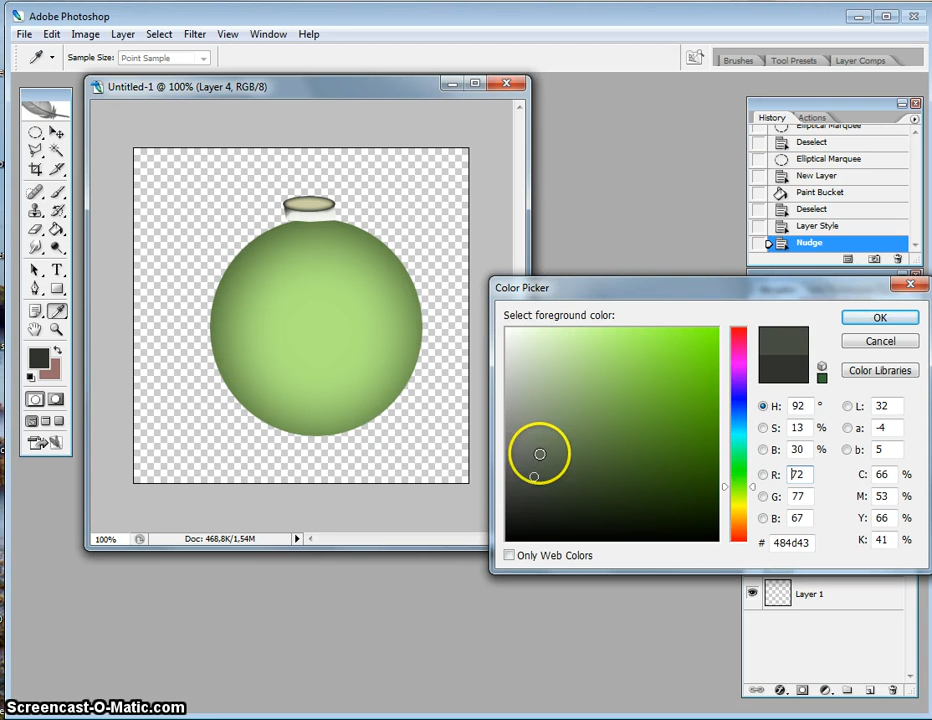 Adobe Photoshop
File Edit Image Layer Select Filter View Window Help
Sample Size: Point Sample
Brushes Tool Presets Layer Comps
Untitled-1 @ 100% (Layer 4, RGB/8)
History Actions
Elliptical Marquee
Deselect
Elliptical Marquee
New Layer
Paint Bucket
Deselect
Layer Style
Nudge
Color Picker
Select foreground color:
OK
Cancel
Color Libraries
H: 92 ° L: 32
S: 13 % a: -4
B: 30 % b: 5
R: 72 C: 66 %
G: 77 M: 53 %
B: 67 Y: 66 %
# 484d43 K: 41 %
Only Web Colors
100% Doc: 468,8K/1,54M
Layer 1
Screencast-O-Matic.com